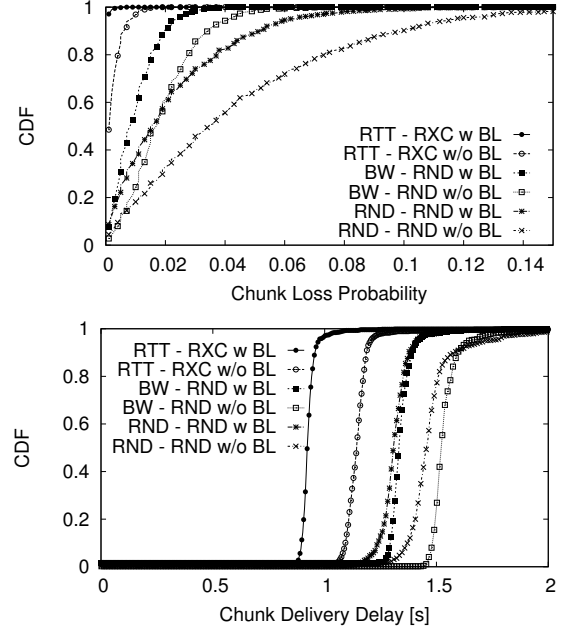 1
0.8
0.6
0.4
0.2
0
CDF
RTT - RXC w BL
RTT - RXC w/o BL
BW - RND w BL
BW - RND w/o BL
RND - RND w BL
RND - RND w/o BL
0 0.02 0.04 0.06 0.08 0.1 0.12 0.14
Chunk Loss Probability
1
0.8
0.6
0.4
0.2
0
CDF
RTT - RXC w BL
RTT - RXC w/o BL
BW - RND w BL
BW - RND w/o BL
RND - RND w BL
RND - RND w/o BL
0 0.5 1 1.5 2
Chunk Delivery Delay [s]